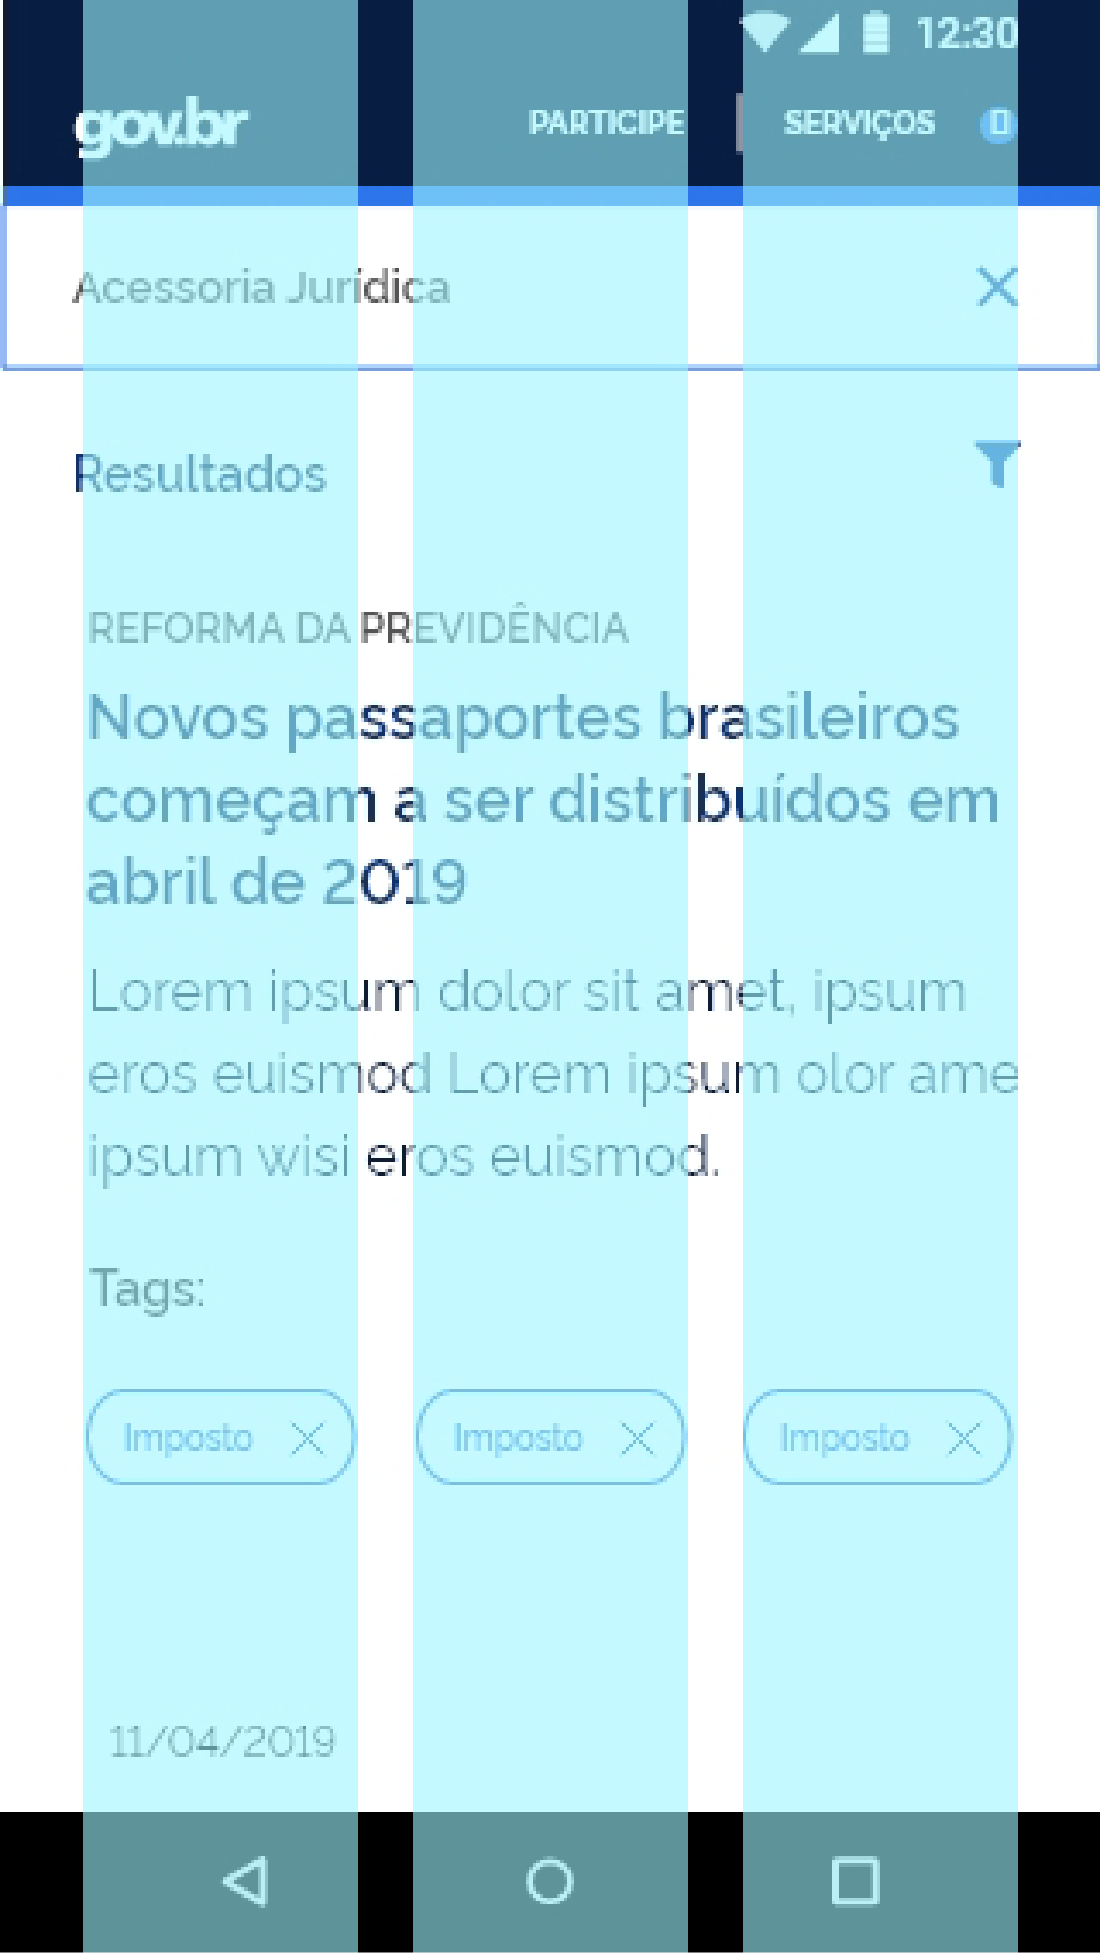 12:30
gov.br PARTICIPE SERVIÇOS
Acessoria Jurídica
Resultados
REFORMA DA PREVIDÊNCIA
Novos passaportes brasileiros
começam a ser distribuídos em
abril de 2019
Lorem ipsum dolor sit amet, ipsum
eros euismod Lorem ipsum olor ame
ipsum wisi eros euismod.
Tags:
Imposto Imposto Imposto
11/04/2019